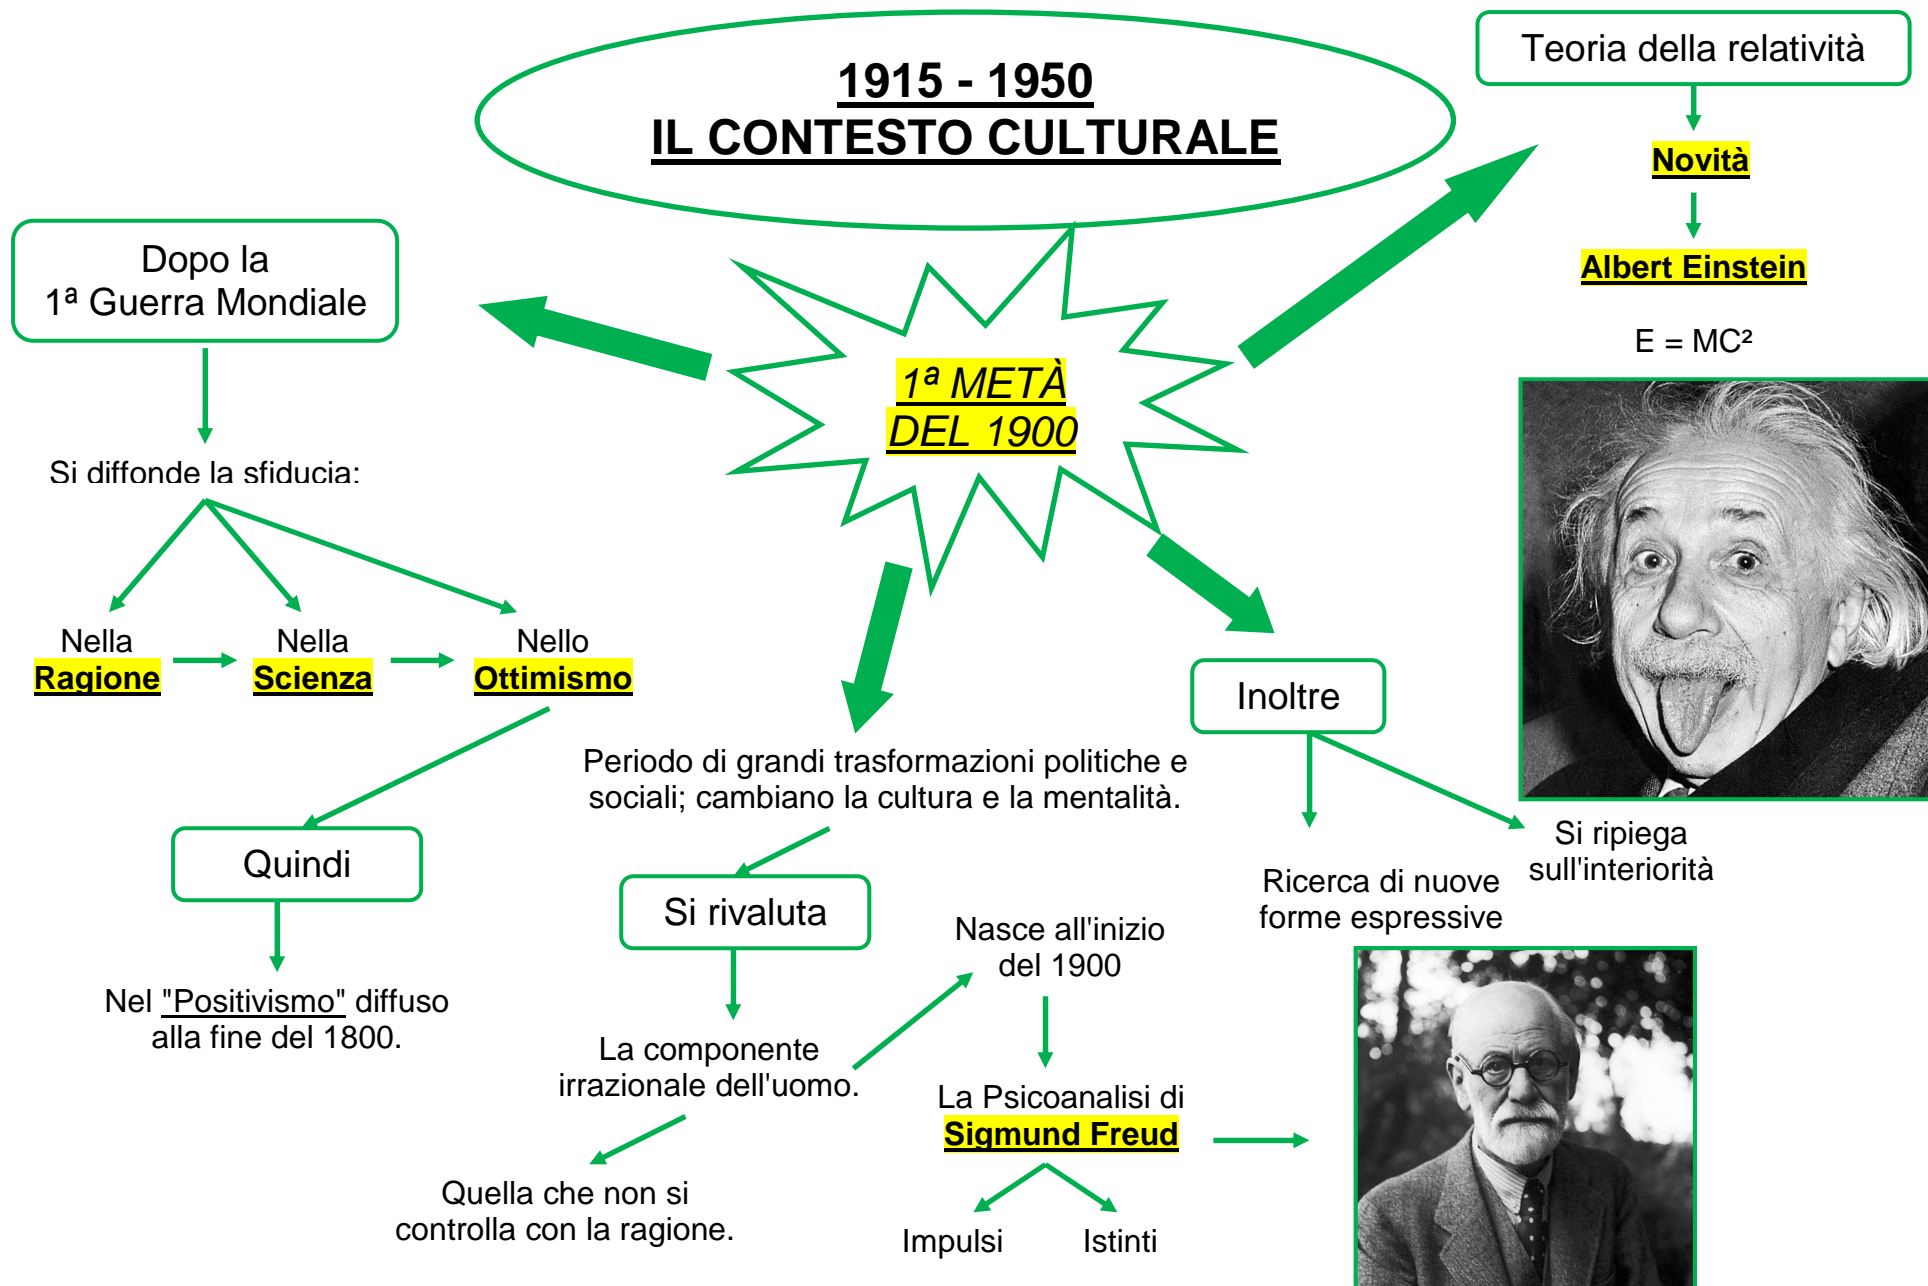 1915 - 1950
IL CONTESTO CULTURALE
Teoria della relatività
Novità
Albert Einstein
E = MC²
Dopo la
1ª Guerra Mondiale
1ª METÀ
DEL 1900
Si diffonde la sfiducia:
Nella
Ragione
Nella
Scienza
Nello
Ottimismo
Quindi
Nel "Positivismo" diffuso
alla fine del 1800.
Periodo di grandi trasformazioni politiche e
sociali; cambiano la cultura e la mentalità.
Si rivaluta
La componente
irrazionale dell'uomo.
Quella che non si
controlla con la ragione.
Nasce all'inizio
del 1900
La Psicoanalisi di
Sigmund Freud
Impulsi
Istinti
Inoltre
Ricerca di nuove
forme espressive
Si ripiega
sull'interiorità